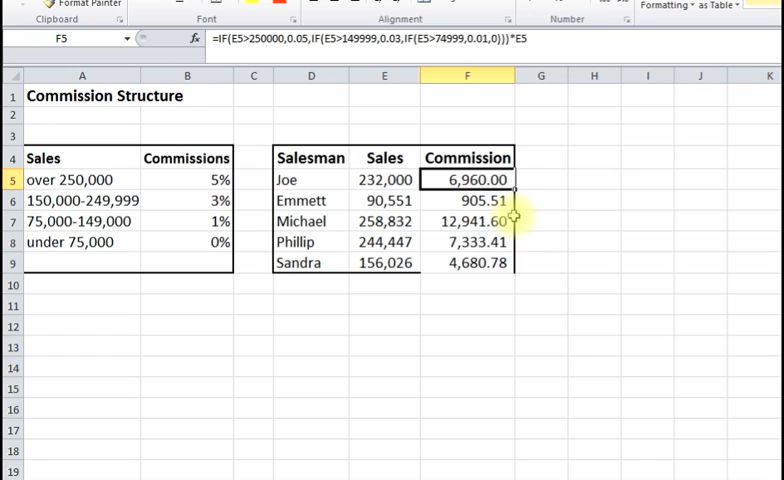 Format Painter
Formatting as Table
Clipboard Font Alignment Number
F5 fx =IF(E5>250000,0.05,IF(E5>149999,0.03,IF(E5>74999,0.01,0)))*E5
A B C D E F G H I J K
1 Commission Structure
2
3
4 Sales Commissions Salesman Sales Commission
5 over 250,000 5% Joe 232,000 6,960.00
6 150,000-249,999 3% Emmett 90,551 905.51
7 75,000-149,000 1% Michael 258,832 12,941.60
8 under 75,000 0% Phillip 244,447 7,333.41
9 Sandra 156,026 4,680.78
10
11
12
13
14
15
16
17
18
19